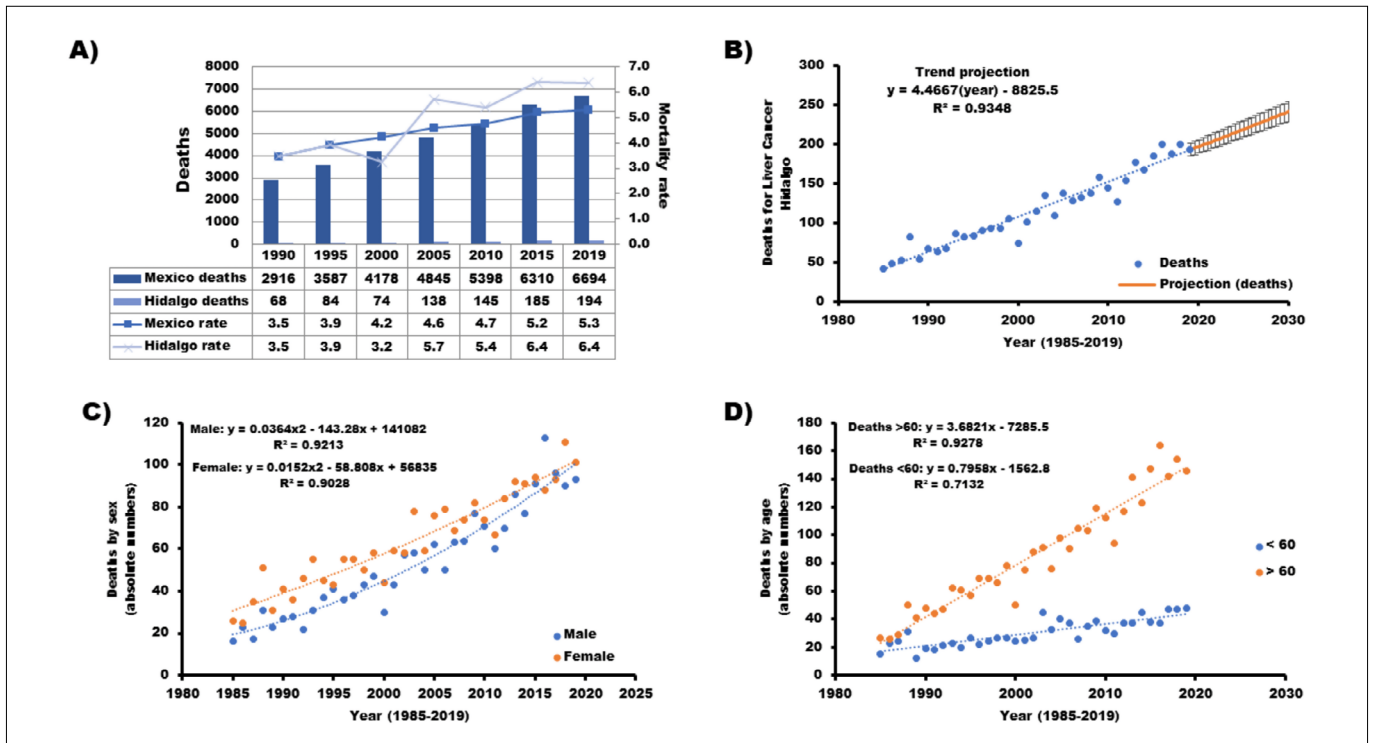 A)
Deaths
8000
7000
6000
5000
4000
3000
2000
1000
0
7.0
6.0
5.0
4.0
3.0
2.0
1.0
0.0
Mortality rate
1990 1995 2000 2005 2010 2015 2019
Mexico deaths 2916 3587 4178 4845 5398 6310 6694
Hidalgo deaths 68 84 74 138 145 185 194
Mexico rate 3.5 3.9 4.2 4.6 4.7 5.2 5.3
Hidalgo rate 3.5 3.9 3.2 5.7 5.4 6.4 6.4
B)
Deaths for Liver Cancer
Hidalgo
300
250
200
150
100
50
0
Trend projection
y = 4.4667(year) - 8825.5
R² = 0.9348
Deaths
Projection (deaths)
1980 1990 2000 2010 2020 2030
Year (1985-2019)
C)
Deaths by sex
(absolute numbers)
120
100
80
60
40
20
0
Male: y = 0.0364x2 - 143.28x + 141082
R² = 0.9213
Female: y = 0.0152x2 - 58.808x + 56835
R² = 0.9028
Male
Female
1980 1985 1990 1995 2000 2005 2010 2015 2020 2025
Year (1985-2019)
D)
Deaths by age
(absolute numbers)
180
160
140
120
100
80
60
40
20
0
Deaths >60: y = 3.6821x - 7285.5
R² = 0.9278
Deaths <60: y = 0.7958x - 1562.8
R² = 0.7132
< 60
> 60
1980 1990 2000 2010 2020 2030
Year (1985-2019)